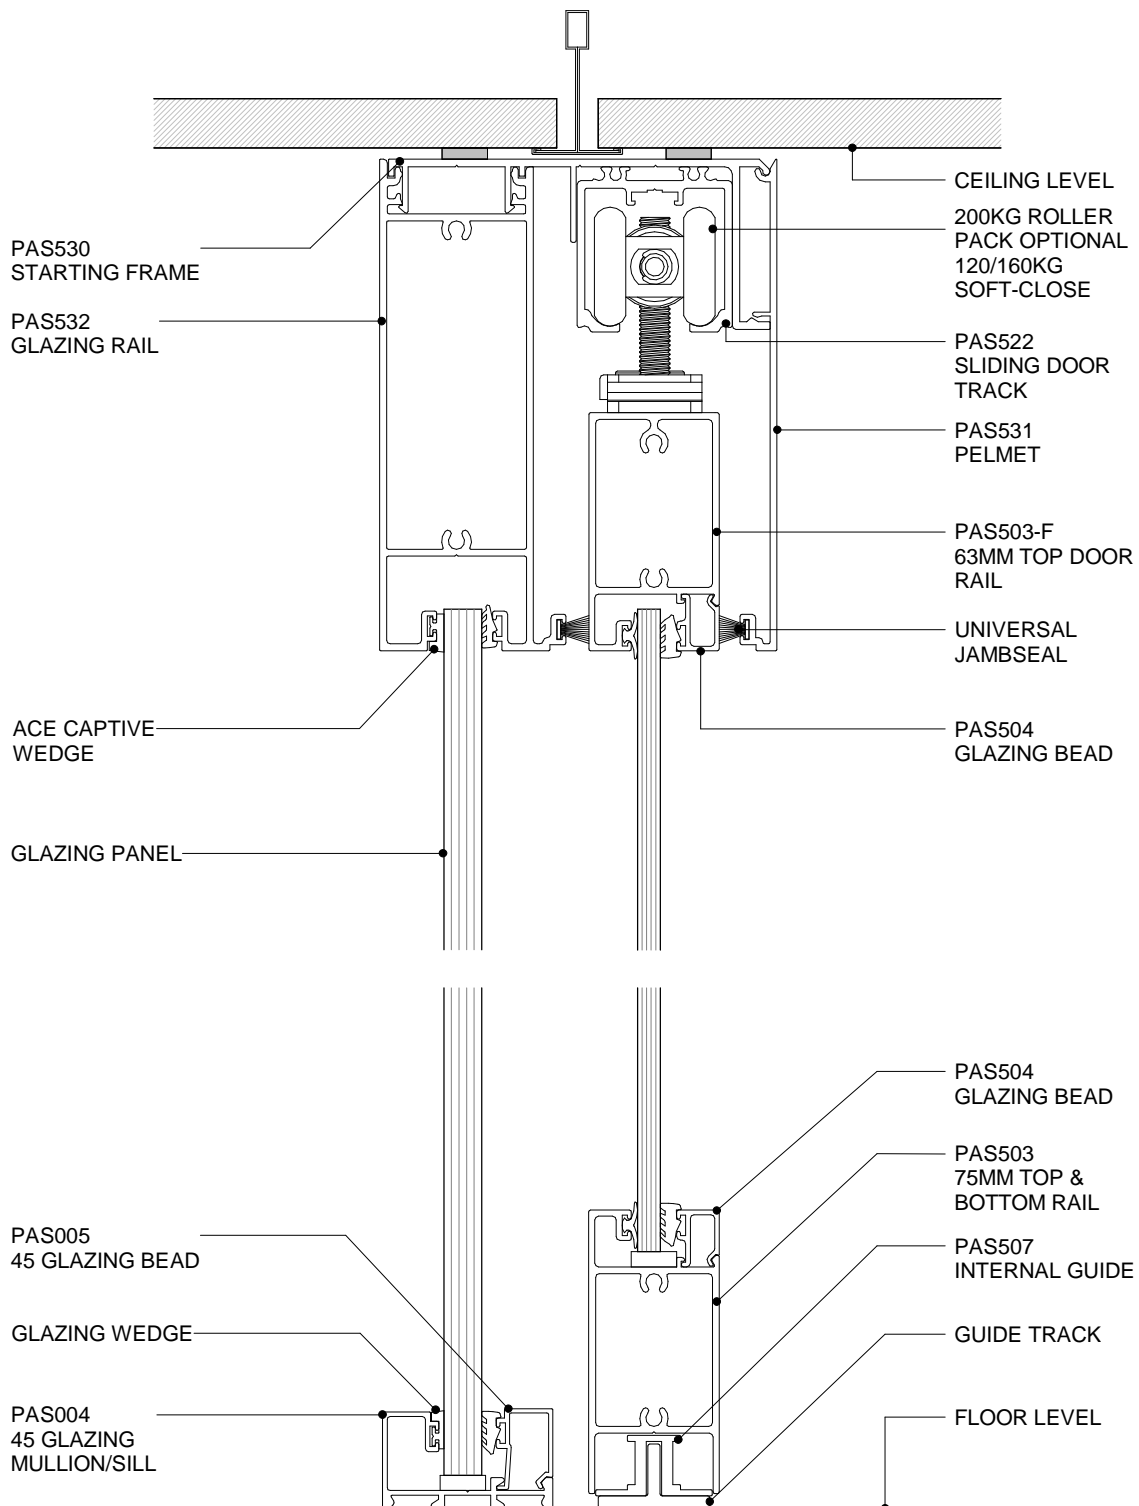 PAS530
STARTING FRAME
PAS532
GLAZING RAIL
ACE CAPTIVE
WEDGE
GLAZING PANEL
PAS005
45 GLAZING BEAD
GLAZING WEDGE
PAS004
45 GLAZING
MULLION/SILL
CEILING LEVEL
200KG ROLLER
PACK OPTIONAL
120/160KG
SOFT-CLOSE
PAS522
SLIDING DOOR
TRACK
PAS531
PELMET
PAS503-F
63MM TOP DOOR
RAIL
UNIVERSAL
JAMBSEAL
PAS504
GLAZING BEAD
PAS504
GLAZING BEAD
PAS503
75MM TOP &
BOTTOM RAIL
PAS507
INTERNAL GUIDE
GUIDE TRACK
FLOOR LEVEL